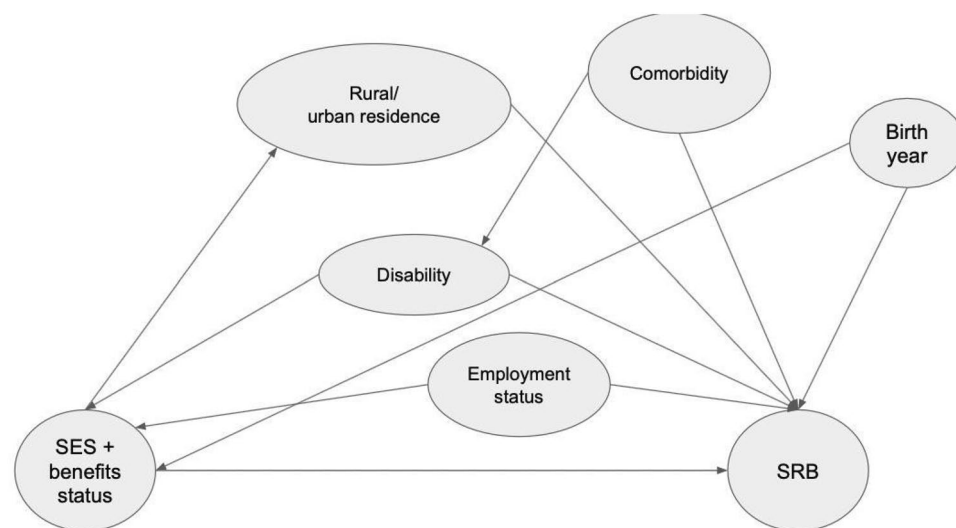 Rural/
urban residence
Comorbidity
Birth
year
Disability
Employment
status
SES +
benefits
status
SRB